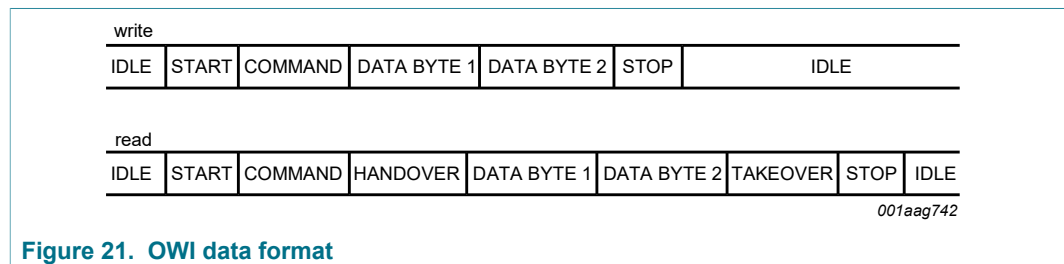 write
IDLE START COMMAND DATA BYTE 1 DATA BYTE 2 STOP IDLE
read
IDLE START COMMAND HANDOVER DATA BYTE 1 DATA BYTE 2 TAKEOVER STOP IDLE
001aag742
Figure 21. OWI data format